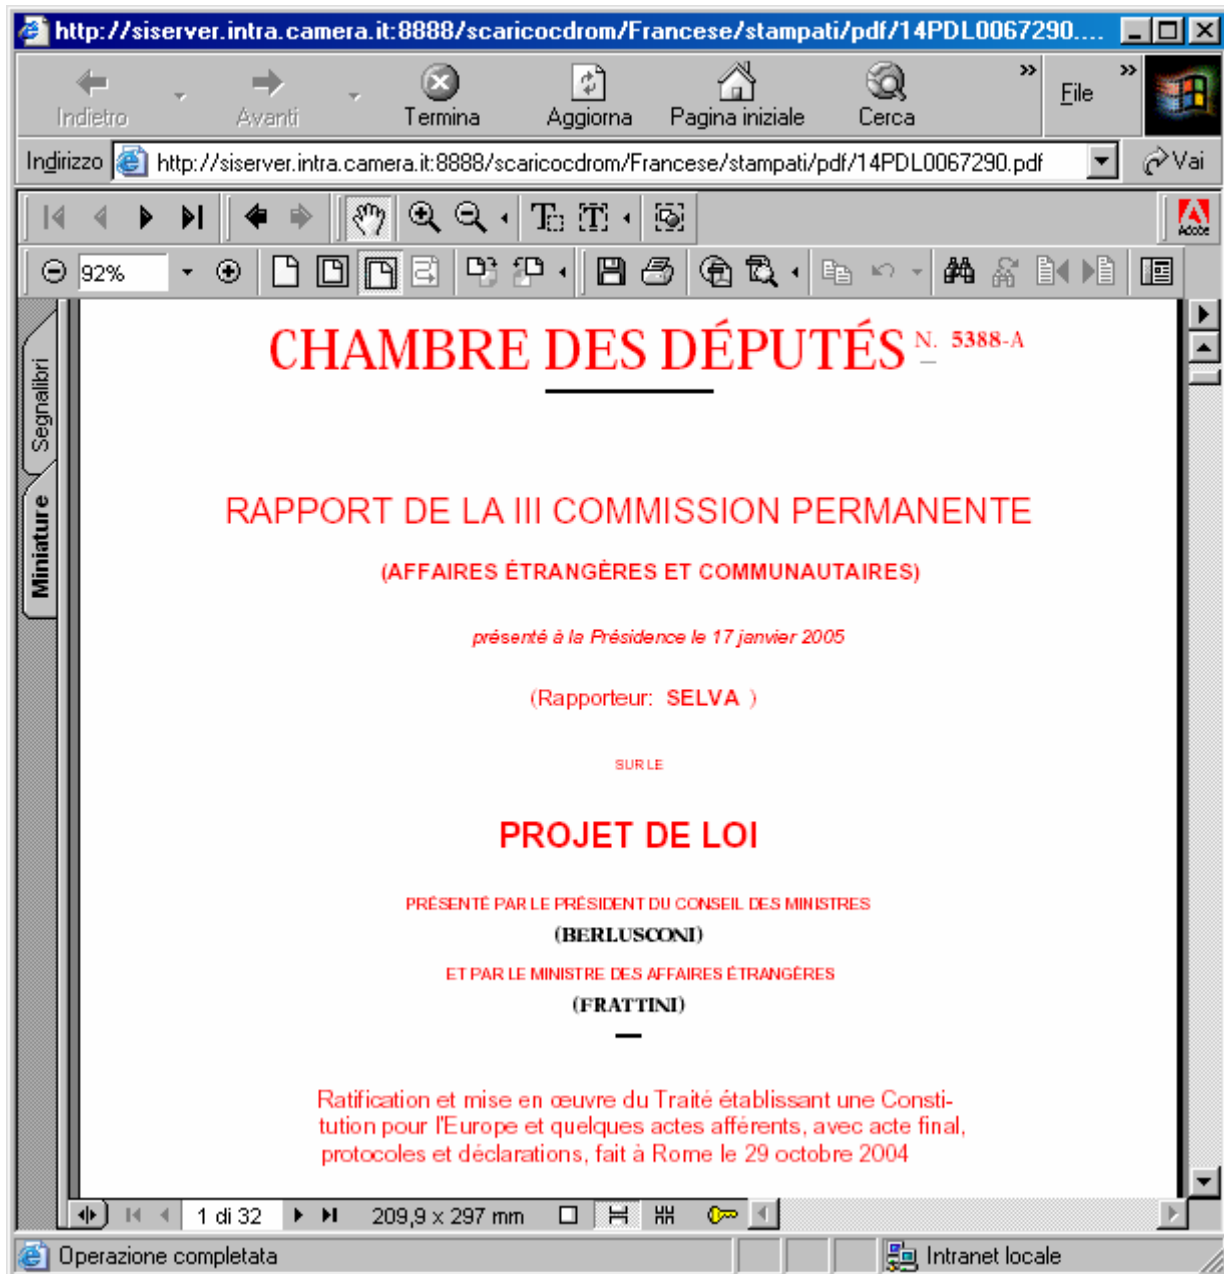 http://siserver.intra.camera.it:8888/scaricocdrom/Francese/stampati/pdf/14PDL0067290....
Indietro Avanti Termina Aggiorna Pagina iniziale Cerca » File »
Indirizzo http://siserver.intra.camera.it:8888/scaricocdrom/Francese/stampati/pdf/14PDL0067290.pdf Vai
Adobe
92%
Segnalibri
Miniature
CHAMBRE DES DÉPUTÉS N. 5388-A
RAPPORT DE LA III COMMISSION PERMANENTE
(AFFAIRES ÉTRANGÈRES ET COMMUNAUTAIRES)
présenté à la Présidence le 17 janvier 2005
(Rapporteur: SELVA )
SUR LE
PROJET DE LOI
PRÉSENTÉ PAR LE PRÉSIDENT DU CONSEIL DES MINISTRES
(BERLUSCONI)
ET PAR LE MINISTRE DES AFFAIRES ÉTRANGÈRES
(FRATTINI)
Ratification et mise en œuvre du Traité établissant une Consti-
tution pour l'Europe et quelques actes afférents, avec acte final,
protocoles et déclarations, fait à Rome le 29 octobre 2004
1 di 32 209,9 x 297 mm
Operazione completata Intranet locale